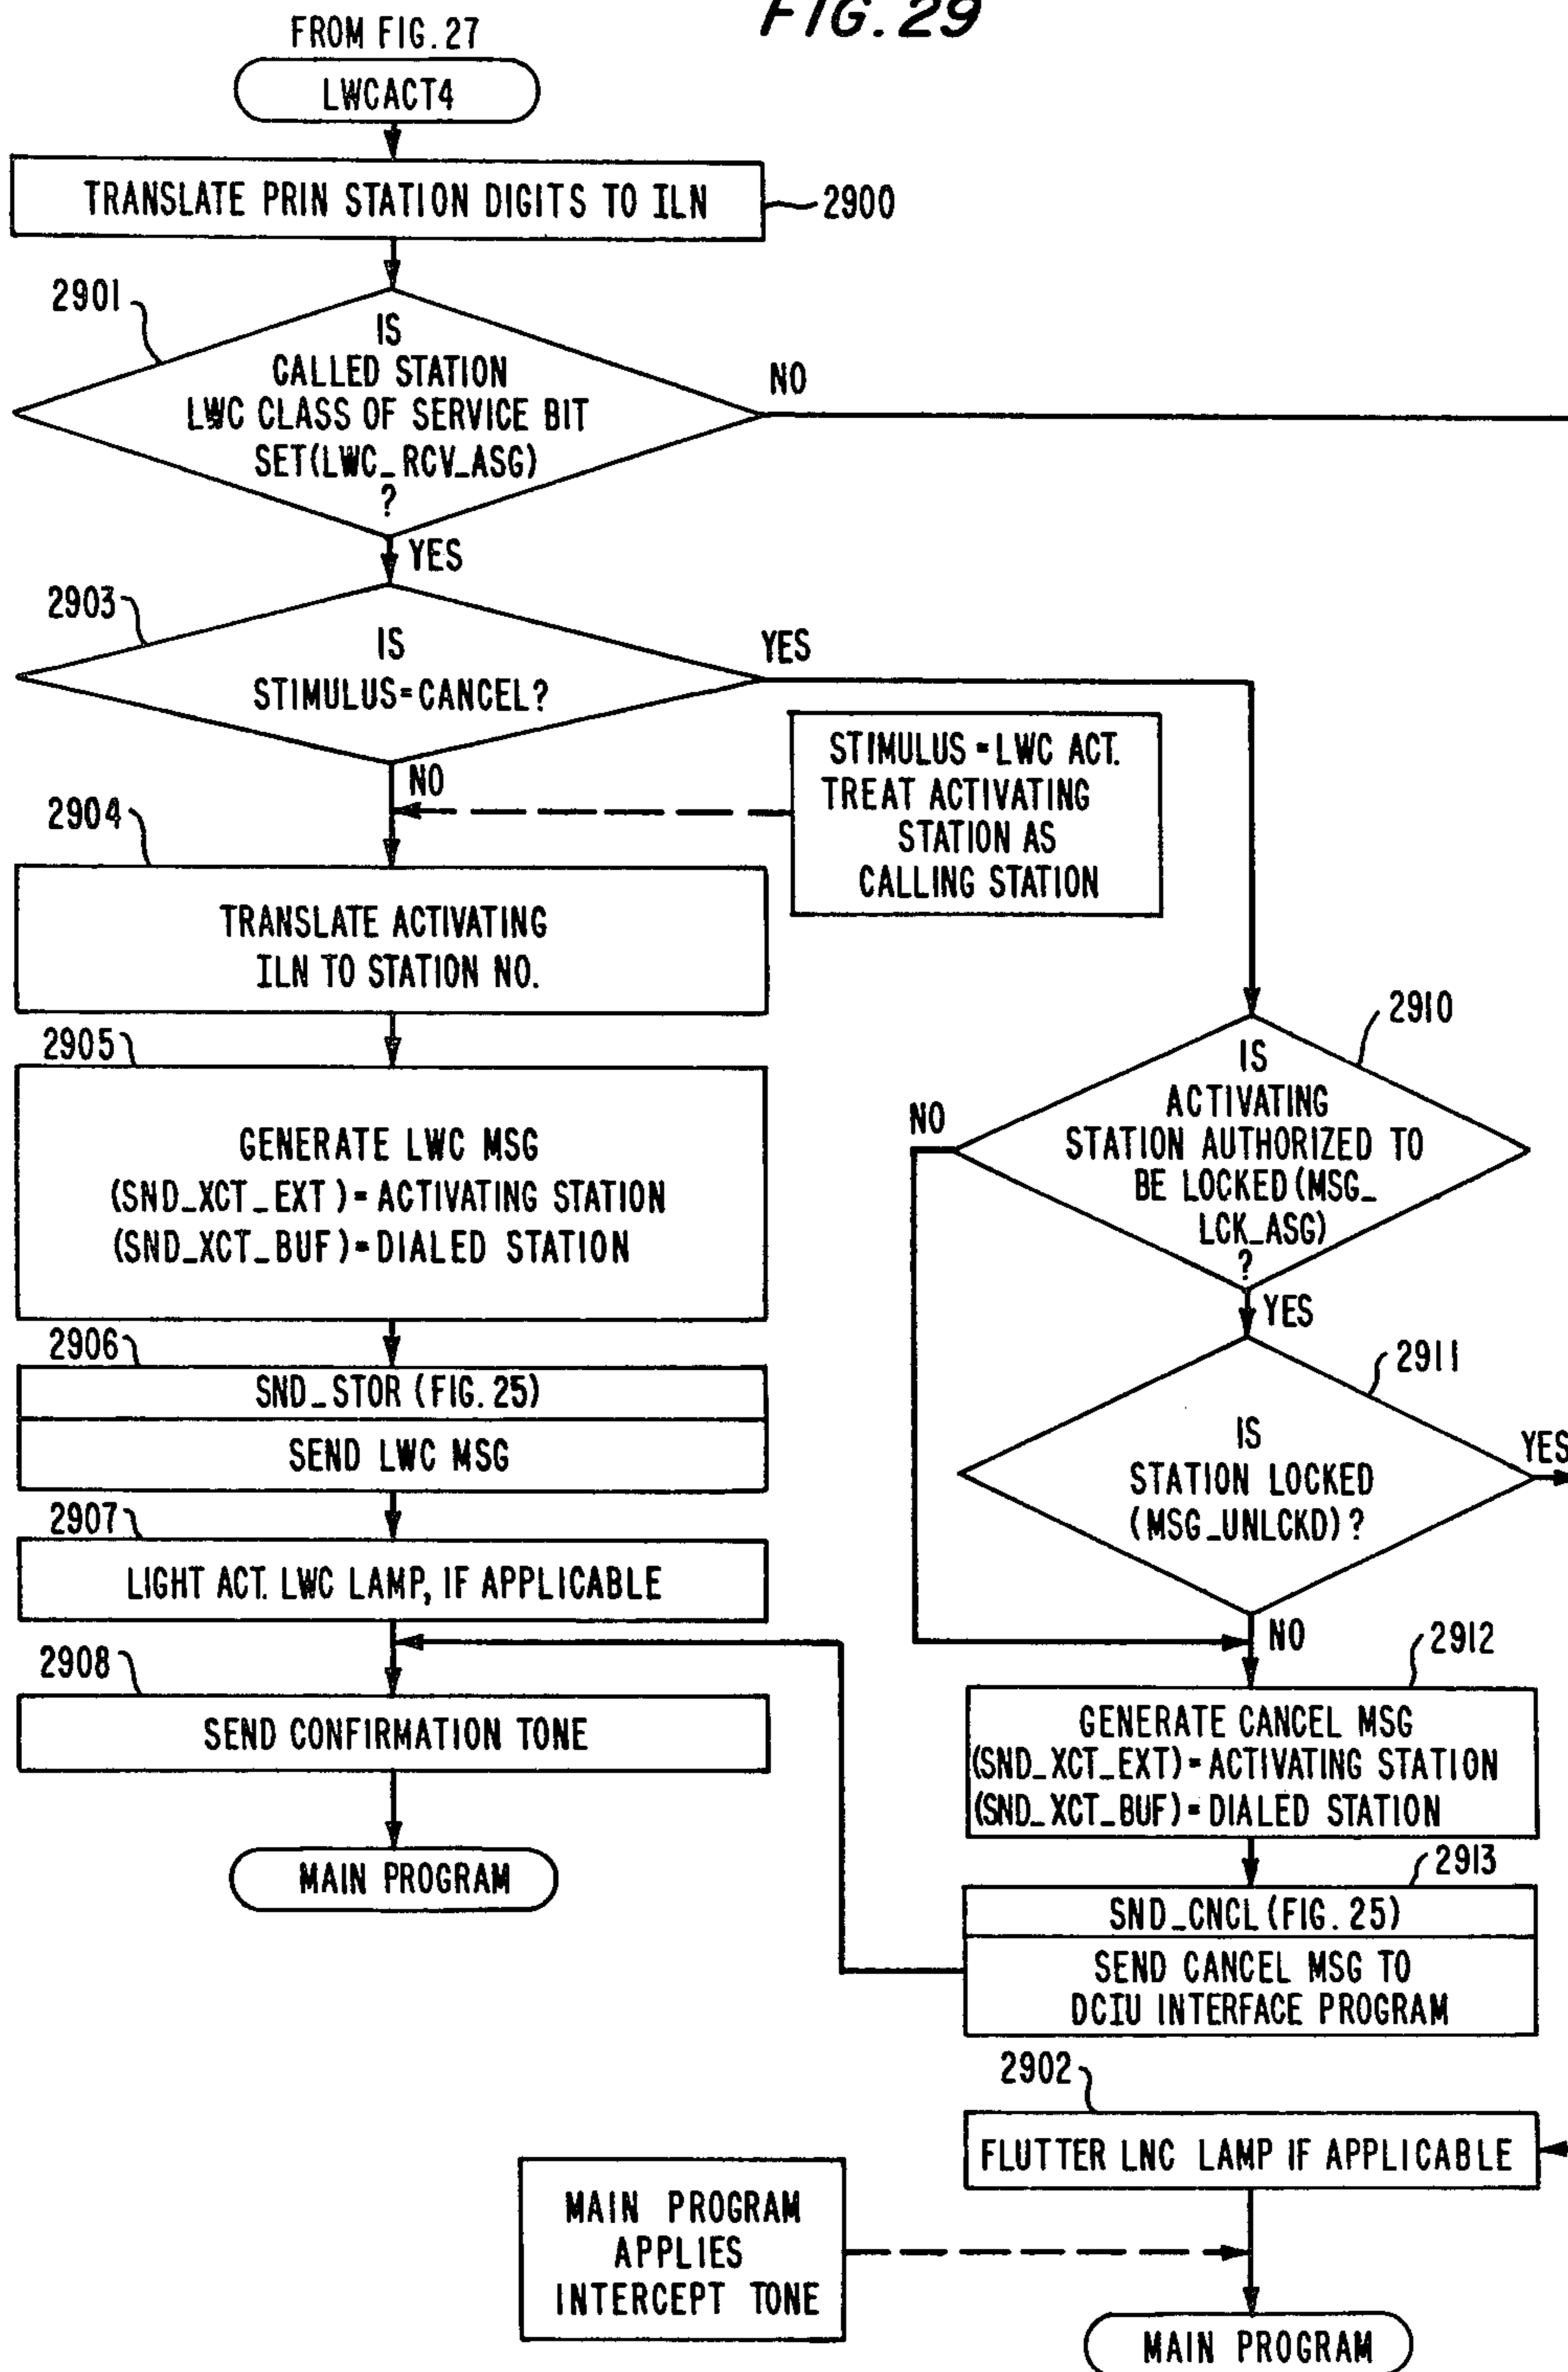 FIG. 29
FROM FIG. 27
LWCACT4
TRANSLATE PRIN STATION DIGITS TO ILN
2900
2901
IS
CALLED STATION
LWC CLASS OF SERVICE BIT
SET(LWC_RCV_ASG)
?
NO
YES
2903
IS
STIMULUS=CANCEL?
YES
NO
STIMULUS = LWC ACT.
TREAT ACTIVATING
STATION AS
CALLING STATION
2904
TRANSLATE ACTIVATING
ILN TO STATION NO.
2905
GENERATE LWC MSG
(SND_XCT_EXT)=ACTIVATING STATION
(SND_XCT_BUF)=DIALED STATION
2906
SND_STOR (FIG. 25)
SEND LWC MSG
2907
LIGHT ACT. LWC LAMP, IF APPLICABLE
2908
SEND CONFIRMATION TONE
MAIN PROGRAM
2910
IS
ACTIVATING
STATION AUTHORIZED TO
BE LOCKED (MSG_
LCK_ASG)
?
NO
YES
2911
IS
STATION LOCKED
(MSG_UNLCKD)?
YES
NO
2912
GENERATE CANCEL MSG
(SND_XCT_EXT)=ACTIVATING STATION
(SND_XCT_BUF)=DIALED STATION
2913
SND_CNCL (FIG. 25)
SEND CANCEL MSG TO
DCIU INTERFACE PROGRAM
2902
FLUTTER LNC LAMP IF APPLICABLE
MAIN PROGRAM
APPLIES
INTERCEPT TONE
MAIN PROGRAM